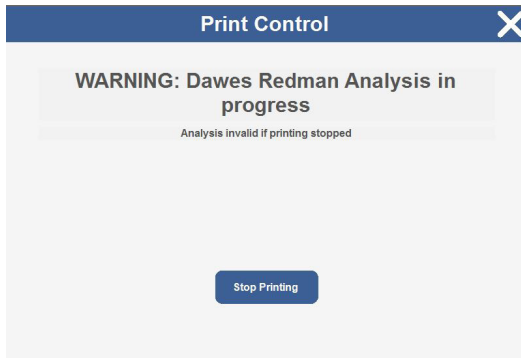 Print Control
WARNING: Dawes Redman Analysis in
progress
Analysis invalid if printing stopped
Stop Printing